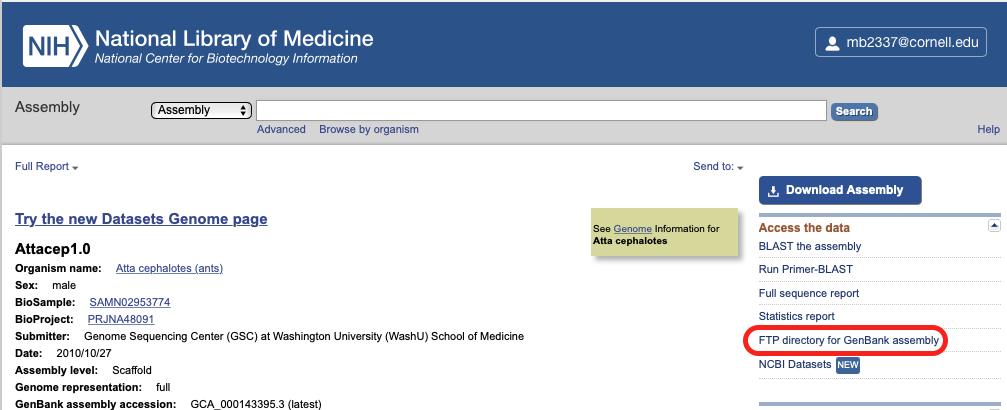 NIH National Library of Medicine
National Center for Biotechnology Information
mb2337@cornell.edu
Assembly
Assembly
Search
Advanced Browse by organism
Help
Full Report
Send to:
Try the new Datasets Genome page
See Genome Information for
Atta cephalotes
Attacep1.0
Organism name: Atta cephalotes (ants)
Sex: male
BioSample: SAMN02953774
BioProject: PRJNA48091
Submitter: Genome Sequencing Center (GSC) at Washington University (WashU) School of Medicine
Date: 2010/10/27
Assembly level: Scaffold
Genome representation: full
GenBank assembly accession: GCA_000143395.3 (latest)
Download Assembly
Access the data
BLAST the assembly
Run Primer-BLAST
Full sequence report
Statistics report
FTP directory for GenBank assembly
NCBI Datasets NEW